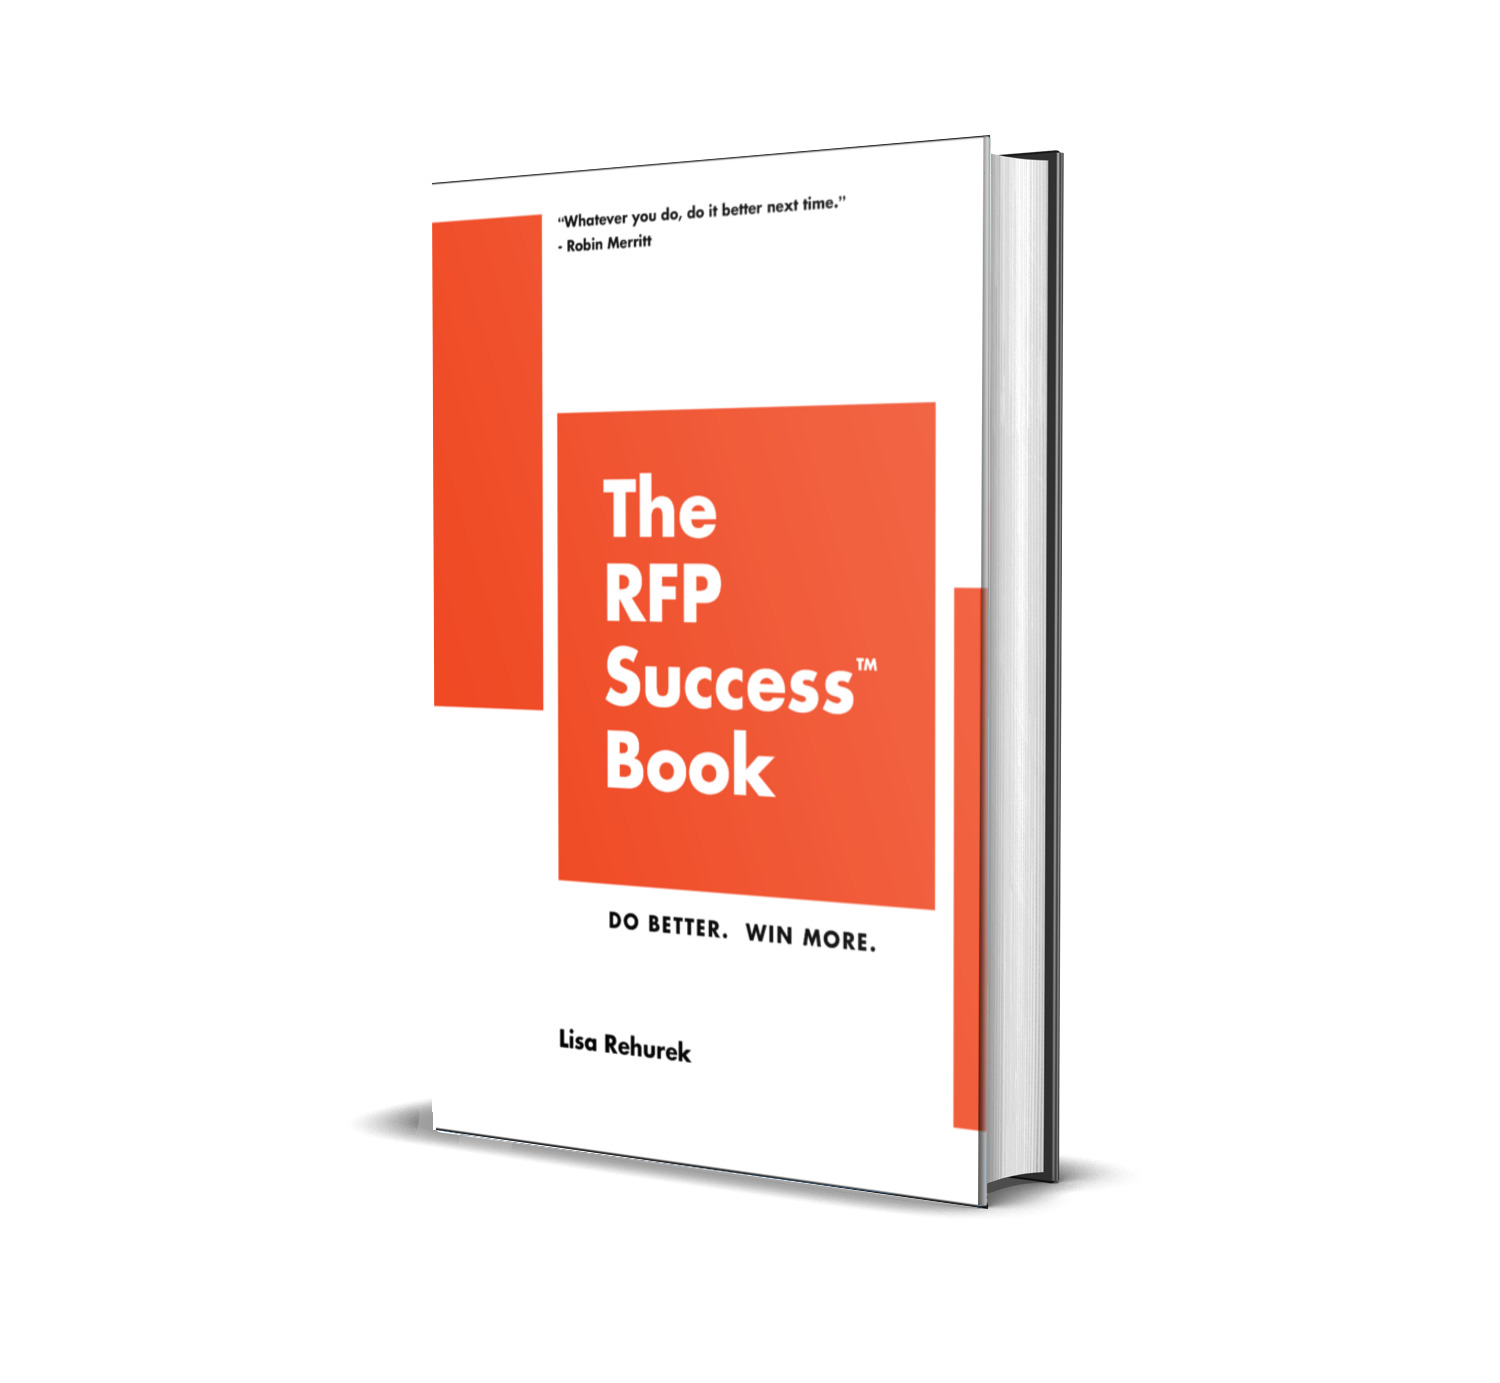 “Whatever you do, do it better next time.”
- Robin Merritt
The
RFP
Success™
Book
DO BETTER. WIN MORE.
Lisa Rehurek